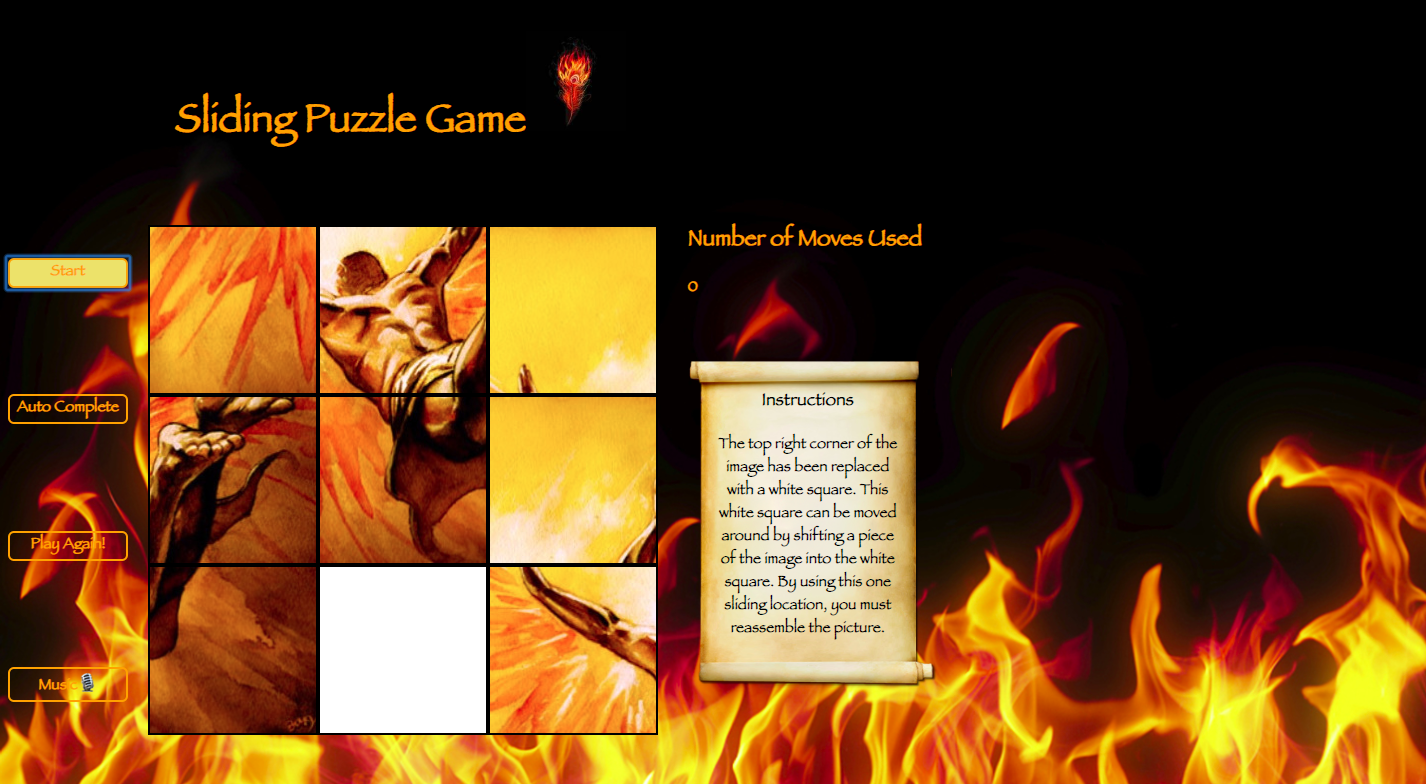 Sliding Puzzle Game
Start
Auto Complete
Play Again!
Music
Number of Moves Used
0
Instructions
The top right corner of the
image has been replaced
with a white square. This
white square can be moved
around by shifting a piece
of the image into the white
square. By using this one
sliding location, you must
reassemble the picture.